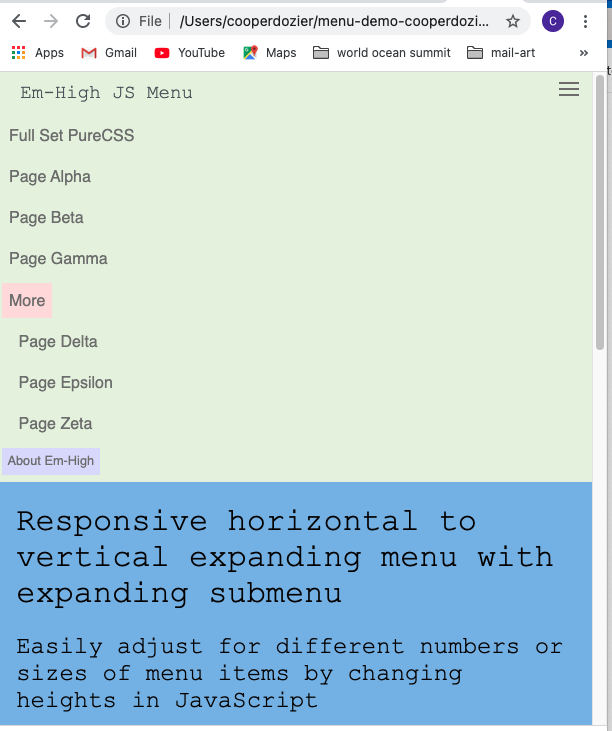 File | /Users/cooperdozier/menu-demo-cooperdozi...
C
Apps Gmail YouTube Maps world ocean summit mail-art »
Em-High JS Menu
Full Set PureCSS
Page Alpha
Page Beta
Page Gamma
More
Page Delta
Page Epsilon
Page Zeta
About Em-High
Responsive horizontal to
vertical expanding menu with
expanding submenu
Easily adjust for different numbers or
sizes of menu items by changing
heights in JavaScript